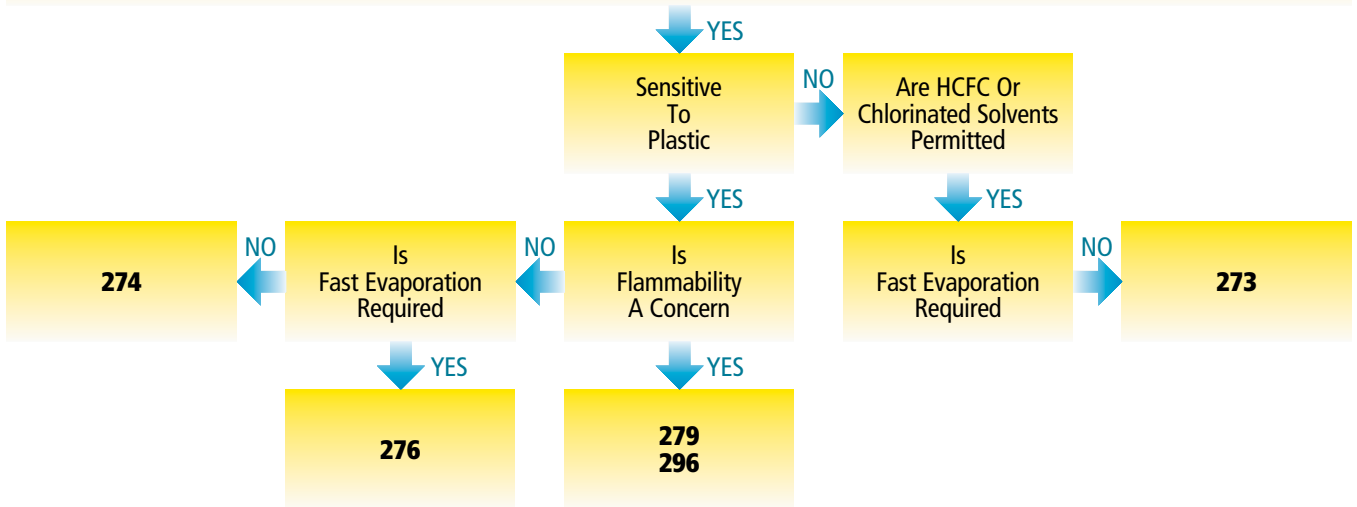 YES
Sensitive
To
Plastic
NO
Are HCFC Or
Chlorinated Solvents
Permitted
YES
YES
274
NO
Is
Fast Evaporation
Required
NO
Is
Flammability
A Concern
Is
Fast Evaporation
Required
NO
273
YES
YES
276
279
296